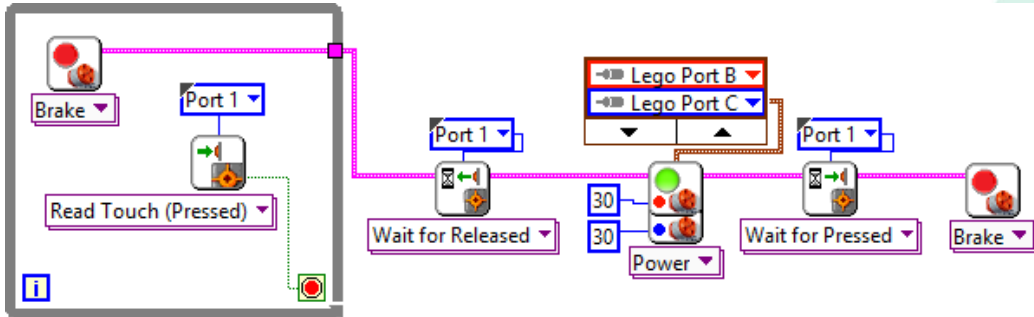 Brake
Port 1
Read Touch (Pressed)
i
Port 1
Wait for Released
Lego Port B
Lego Port C
30
30
Power
Port 1
Wait for Pressed
Brake